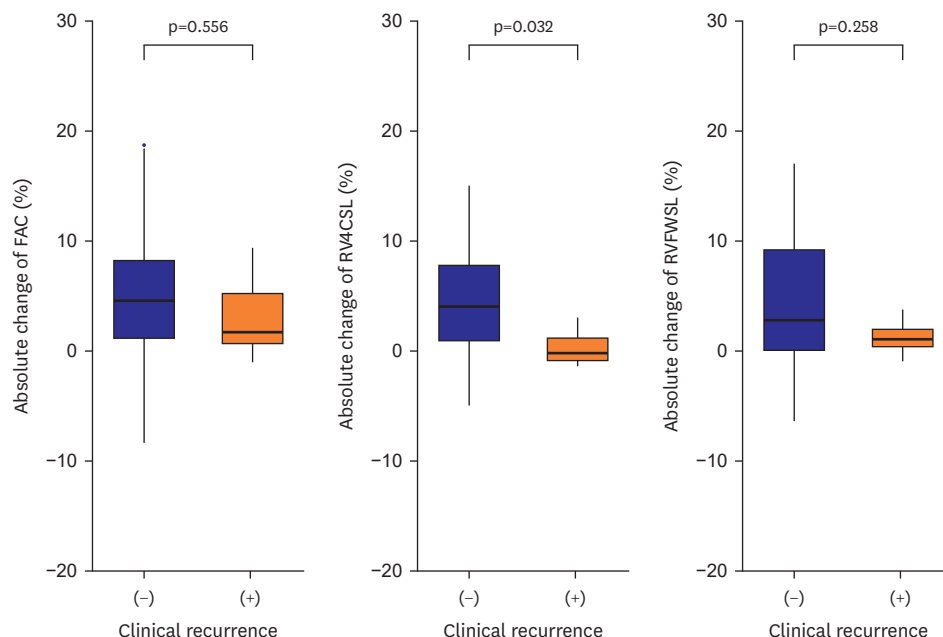 p=0.556
30
20
10
0
−10
−20
Absolute change of FAC (%)
(−)
(+)
Clinical recurrence
p=0.032
30
20
10
0
−10
−20
Absolute change of RV4CSL (%)
(−)
(+)
Clinical recurrence
p=0.258
30
20
10
0
−10
−20
Absolute change of RVFWSL (%)
(−)
(+)
Clinical recurrence